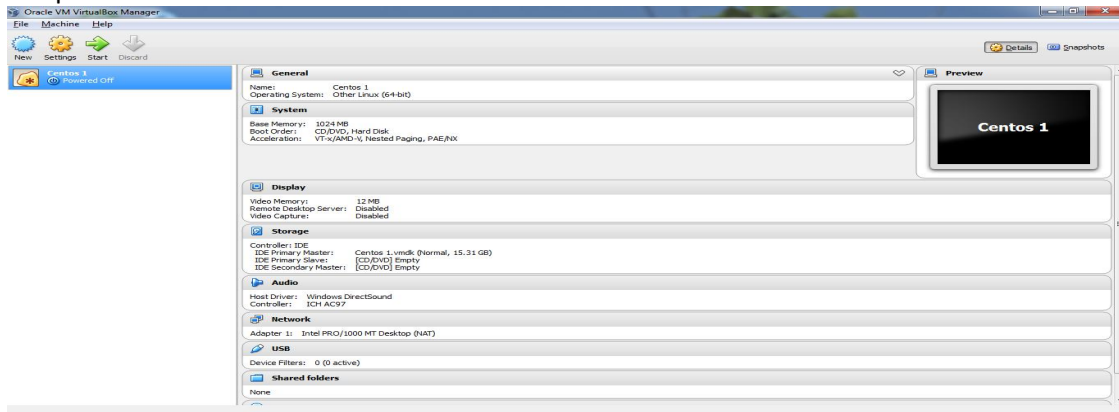 Oracle VM VirtualBox Manager
File Machine Help
New Settings Start Discard
Details Snapshots
Centos 1
Powered Off
General
Name: Centos 1
Operating System: Other Linux (64-bit)
System
Base Memory: 1024 MB
Boot Order: CD/DVD, Hard Disk
Acceleration: VT-x/AMD-V, Nested Paging, PAE/NX
Preview
Centos 1
Display
Video Memory: 12 MB
Remote Desktop Server: Disabled
Video Capture: Disabled
Storage
Controller: IDE
IDE Primary Master: Centos 1.vmdk (Normal, 15.31 GB)
IDE Primary Slave: [CD/DVD] Empty
IDE Secondary Master: [CD/DVD] Empty
Audio
Host Driver: Windows DirectSound
Controller: ICH AC97
Network
Adapter 1: Intel PRO/1000 MT Desktop (NAT)
USB
Device Filters: 0 (0 active)
Shared folders
None